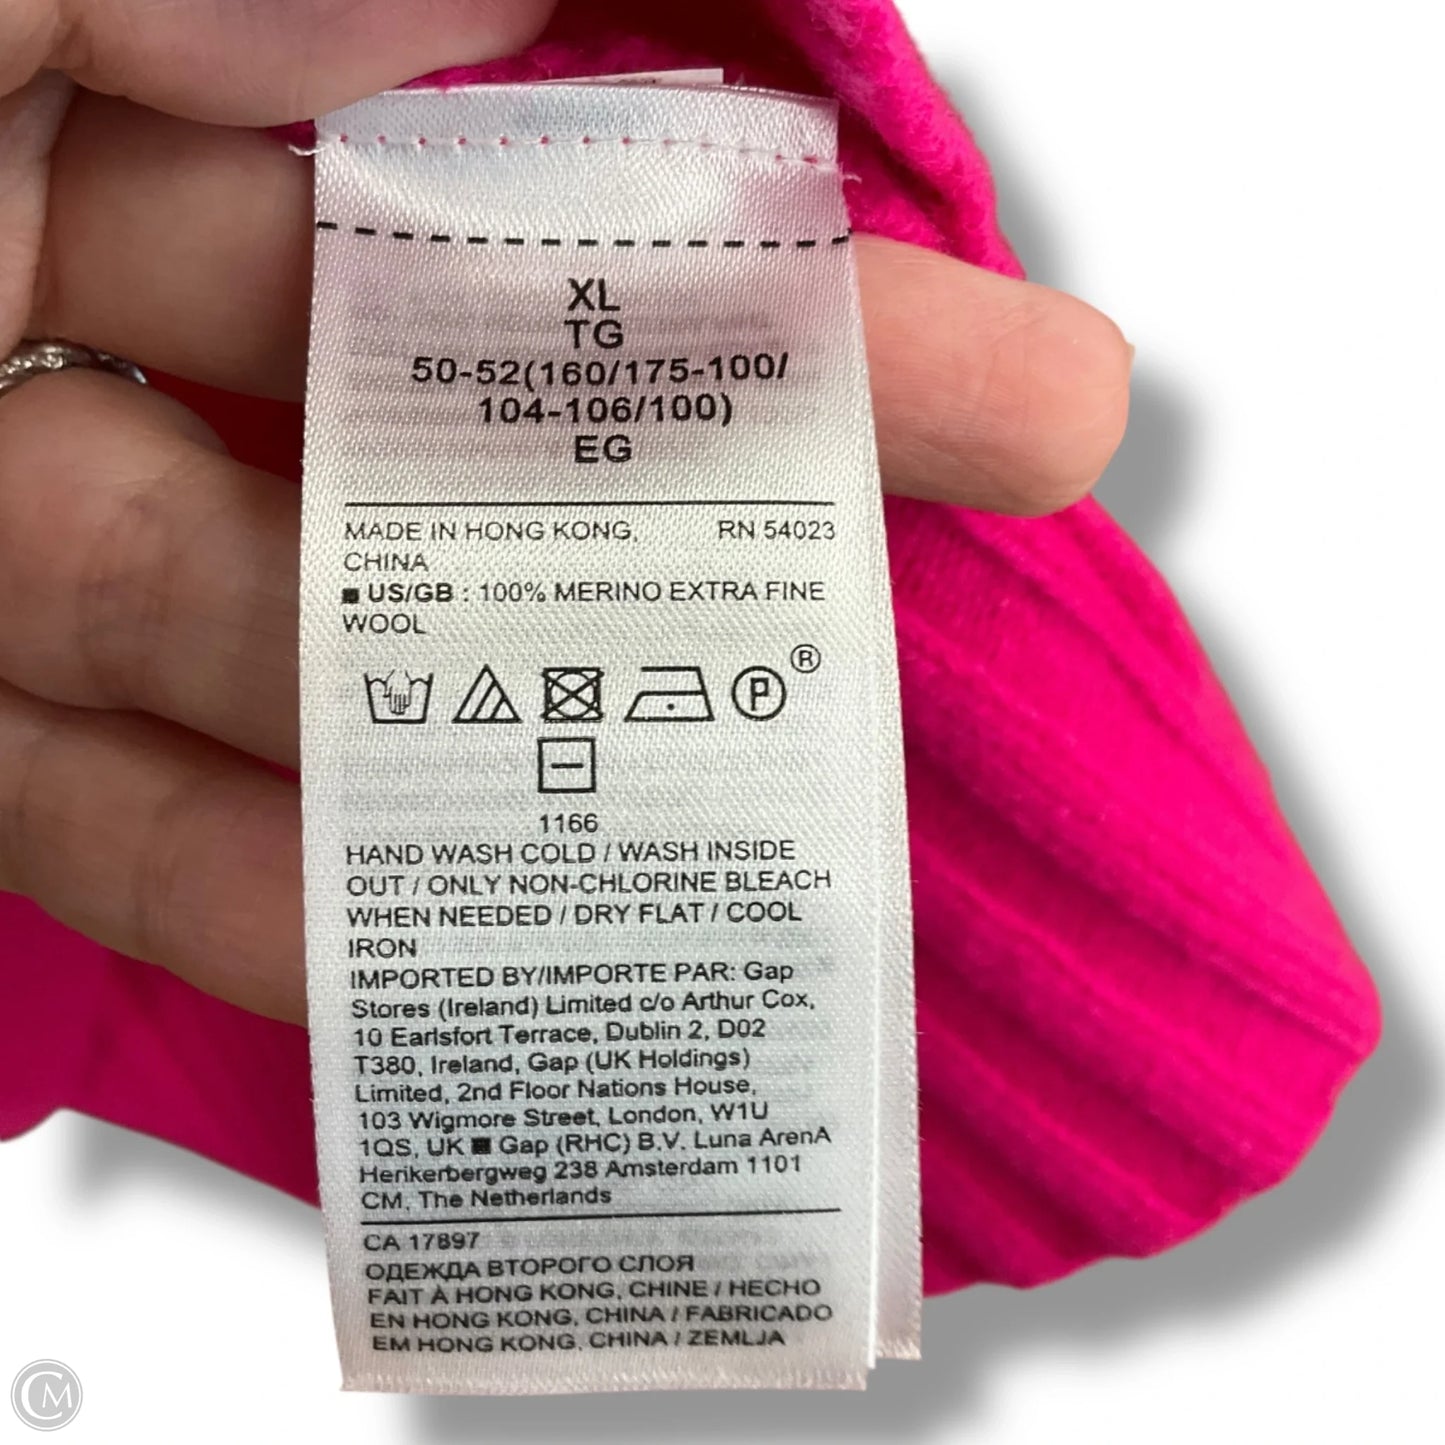 XL
TG
50-52(160/175-100/
104-106/100)
EG
MADE IN HONG KONG, RN 54023
CHINA
■ US/GB : 100% MERINO EXTRA FINE
WOOL
®
P
1166
HAND WASH COLD / WASH INSIDE
OUT / ONLY NON-CHLORINE BLEACH
WHEN NEEDED / DRY FLAT / COOL
IRON
IMPORTED BY/IMPORTE PAR: Gap
Stores (Ireland) Limited c/o Arthur Cox,
10 Earlsfort Terrace, Dublin 2, D02
T380, Ireland, Gap (UK Holdings)
Limited, 2nd Floor Nations House,
103 Wigmore Street, London, W1U
1QS, UK ■ Gap (RHC) B.V. Luna ArenA
Herikerbergweg 238 Amsterdam 1101
CM, The Netherlands
CA 17897
ОДЕЖДА ВТОРОГО СЛОЯ
FAIT À HONG KONG, CHINE / HECHO
EN HONG KONG, CHINA / FABRICADO
EM HONG KONG, CHINA / ZEMLJA
CM